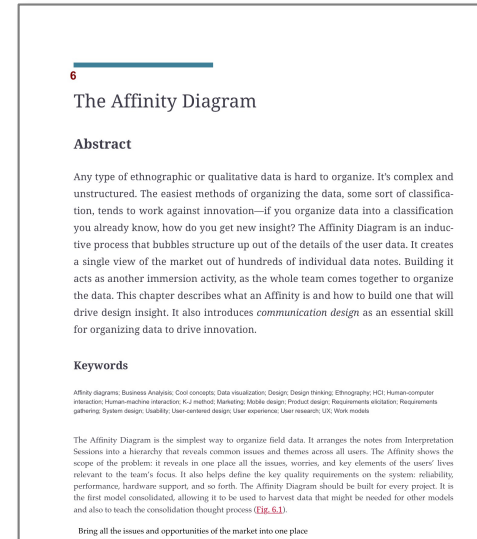 6
The Affinity Diagram
Abstract
Any type of ethnographic or qualitative data is hard to organize. It's complex and
unstructured. The easiest methods of organizing the data, some sort of classifica-
tion, tends to work against innovation—if you organize data into a classification
you already know, how do you get new insight? The Affinity Diagram is an induc-
tive process that bubbles structure up out of the details of the user data. It creates
a single view of the market out of hundreds of individual data notes. Building it
acts as another immersion activity, as the whole team comes together to organize
the data. This chapter describes what an Affinity is and how to build one that will
drive design insight. It also introduces communication design as an essential skill
for organizing data to drive innovation.
Keywords
Affinity diagrams; Business Analyisis; Cool concepts; Data visualization; Design; Design thinking; Ethnography; HCI; Human-computer
interaction; Human-machine interaction; K-J method; Marketing; Mobile design; Product design; Requirements elicitation; Requirements
gathering; System design; Usability; User-centered design; User experience; User research; UX; Work models
The Affinity Diagram is the simplest way to organize field data. It arranges the notes from Interpretation
Sessions into a hierarchy that reveals common issues and themes across all users. The Affinity shows the
scope of the problem: it reveals in one place all the issues, worries, and key elements of the users' lives
relevant to the team's focus. It also helps define the key quality requirements on the system: reliability,
performance, hardware support, and so forth. The Affinity Diagram should be built for every project. It is
the first model consolidated, allowing it to be used to harvest data that might be needed for other models
and also to teach the consolidation thought process (Fig. 6.1).
Bring all the issues and opportunities of the market into one place